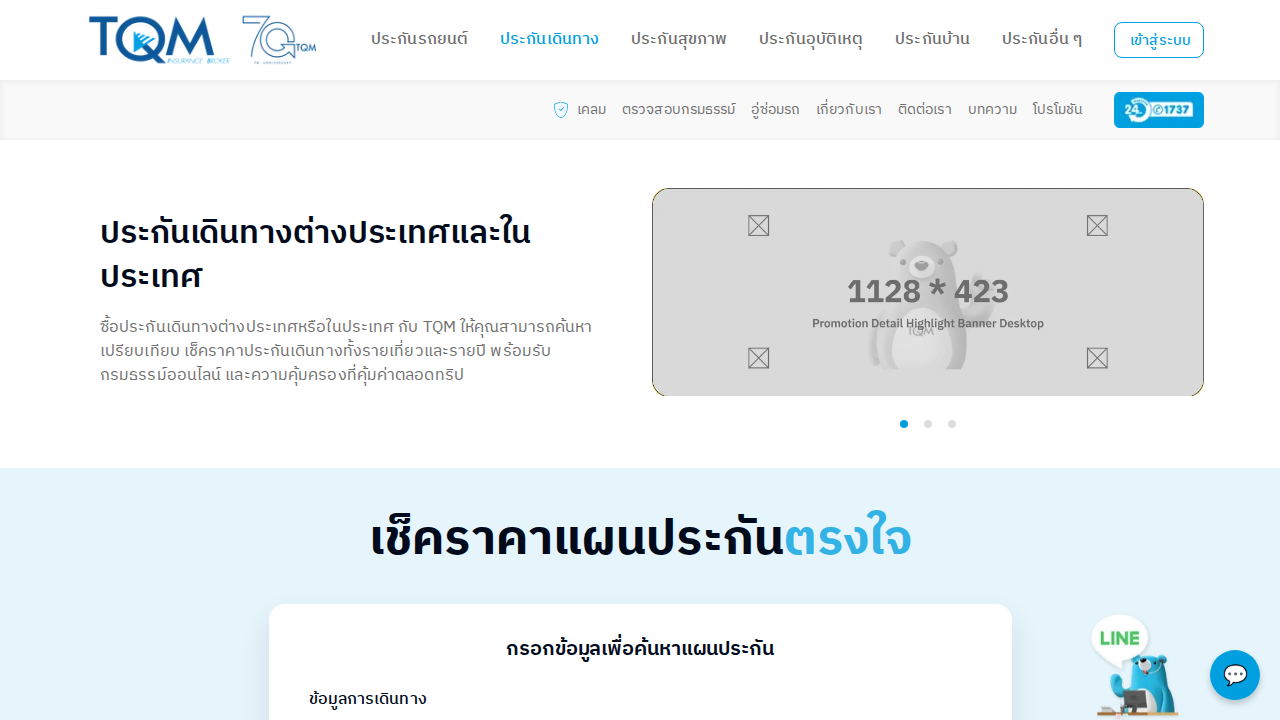 TQM INSURANCE BROKER
70 TQM
70 ANNIVERSARY
ประกันรถยนต์
ประกันเดินทาง
ประกันสุขภาพ
ประกันอุบัติเหตุ
ประกันบ้าน
ประกันอื่น ๆ
เข้าสู่ระบบ
เคลม
ตรวจสอบกรมธรรม์
อู่ซ่อมรถ
เกี่ยวกับเรา
ติดต่อเรา
บทความ
โปรโมชัน
24 1737
ประกันเดินทางต่างประเทศและใน
ประเทศ
ซื้อประกันเดินทางต่างประเทศหรือในประเทศ กับ TQM ให้คุณสามารถค้นหา
เปรียบเทียบ เช็คราคาประกันเดินทางทั้งรายเที่ยวและรายปี พร้อมรับ
กรมธรรม์ออนไลน์ และความคุ้มครองที่คุ้มค่าตลอดทริป
1128 * 423
Promotion Detail Highlight Banner Desktop
TQM
เช็คราคาแผนประกันตรงใจ
กรอกข้อมูลเพื่อค้นหาแผนประกัน
ข้อมูลการเดินทาง
LINE